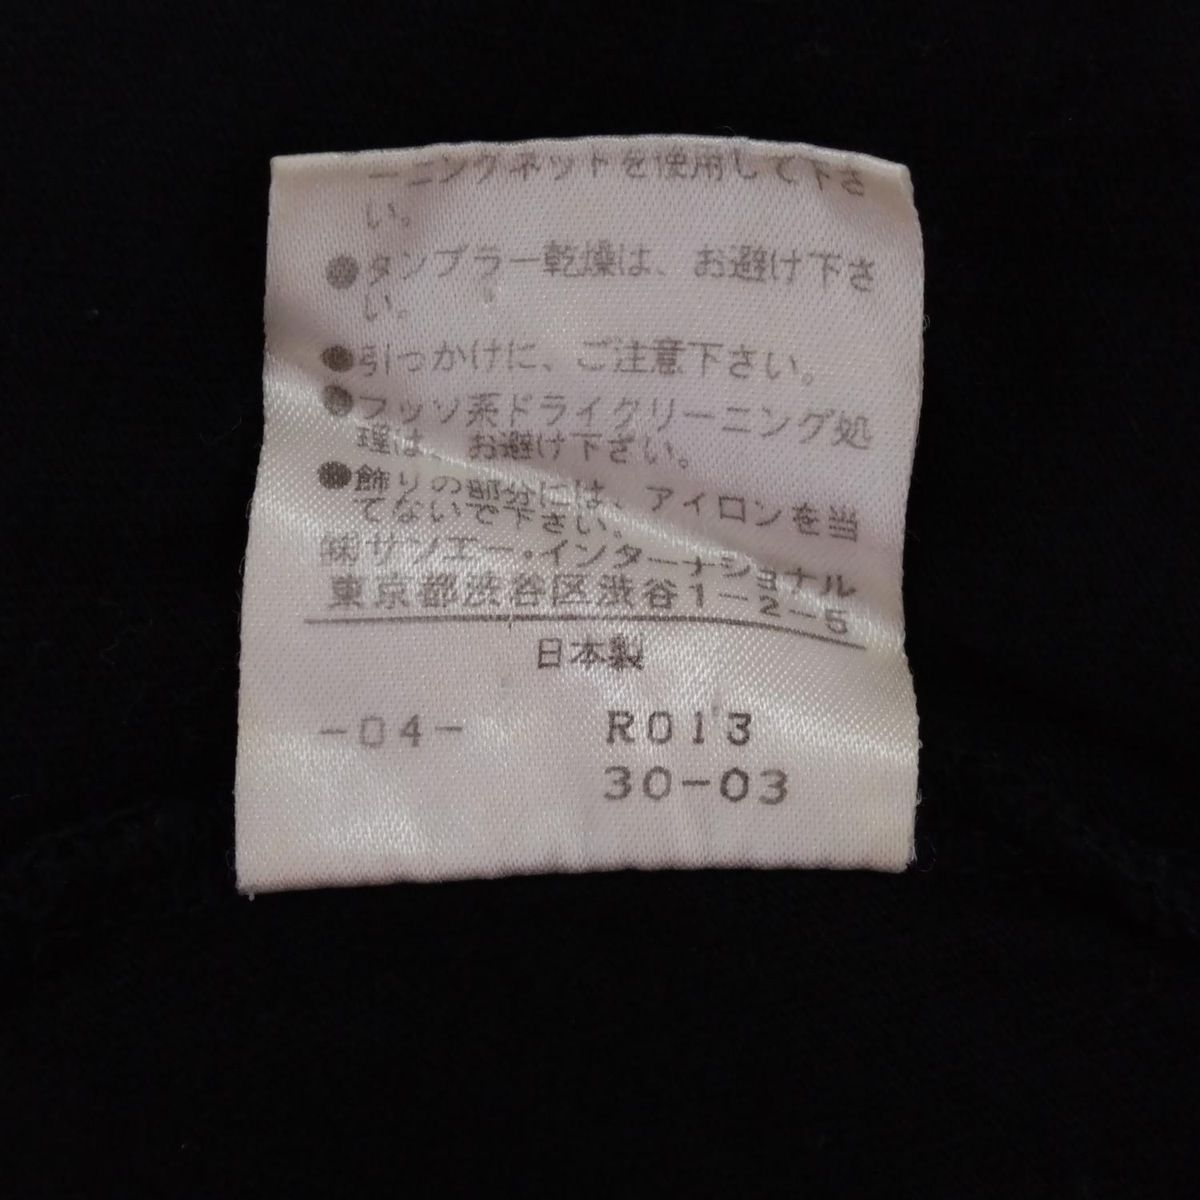 ーニングネットを使用して下さ
い。
●タンブラー乾燥は、お避け下さ
い。
●引っかけに、ご注意下さい。
●フッソ系ドライクリーニング処
理は、お避け下さい。
●飾りの部分には、アイロンを当
てないで下さい。
㈱サンエー・インターナショナル
東京都渋谷区渋谷1-2-5
日本製
-04- R013
30-03